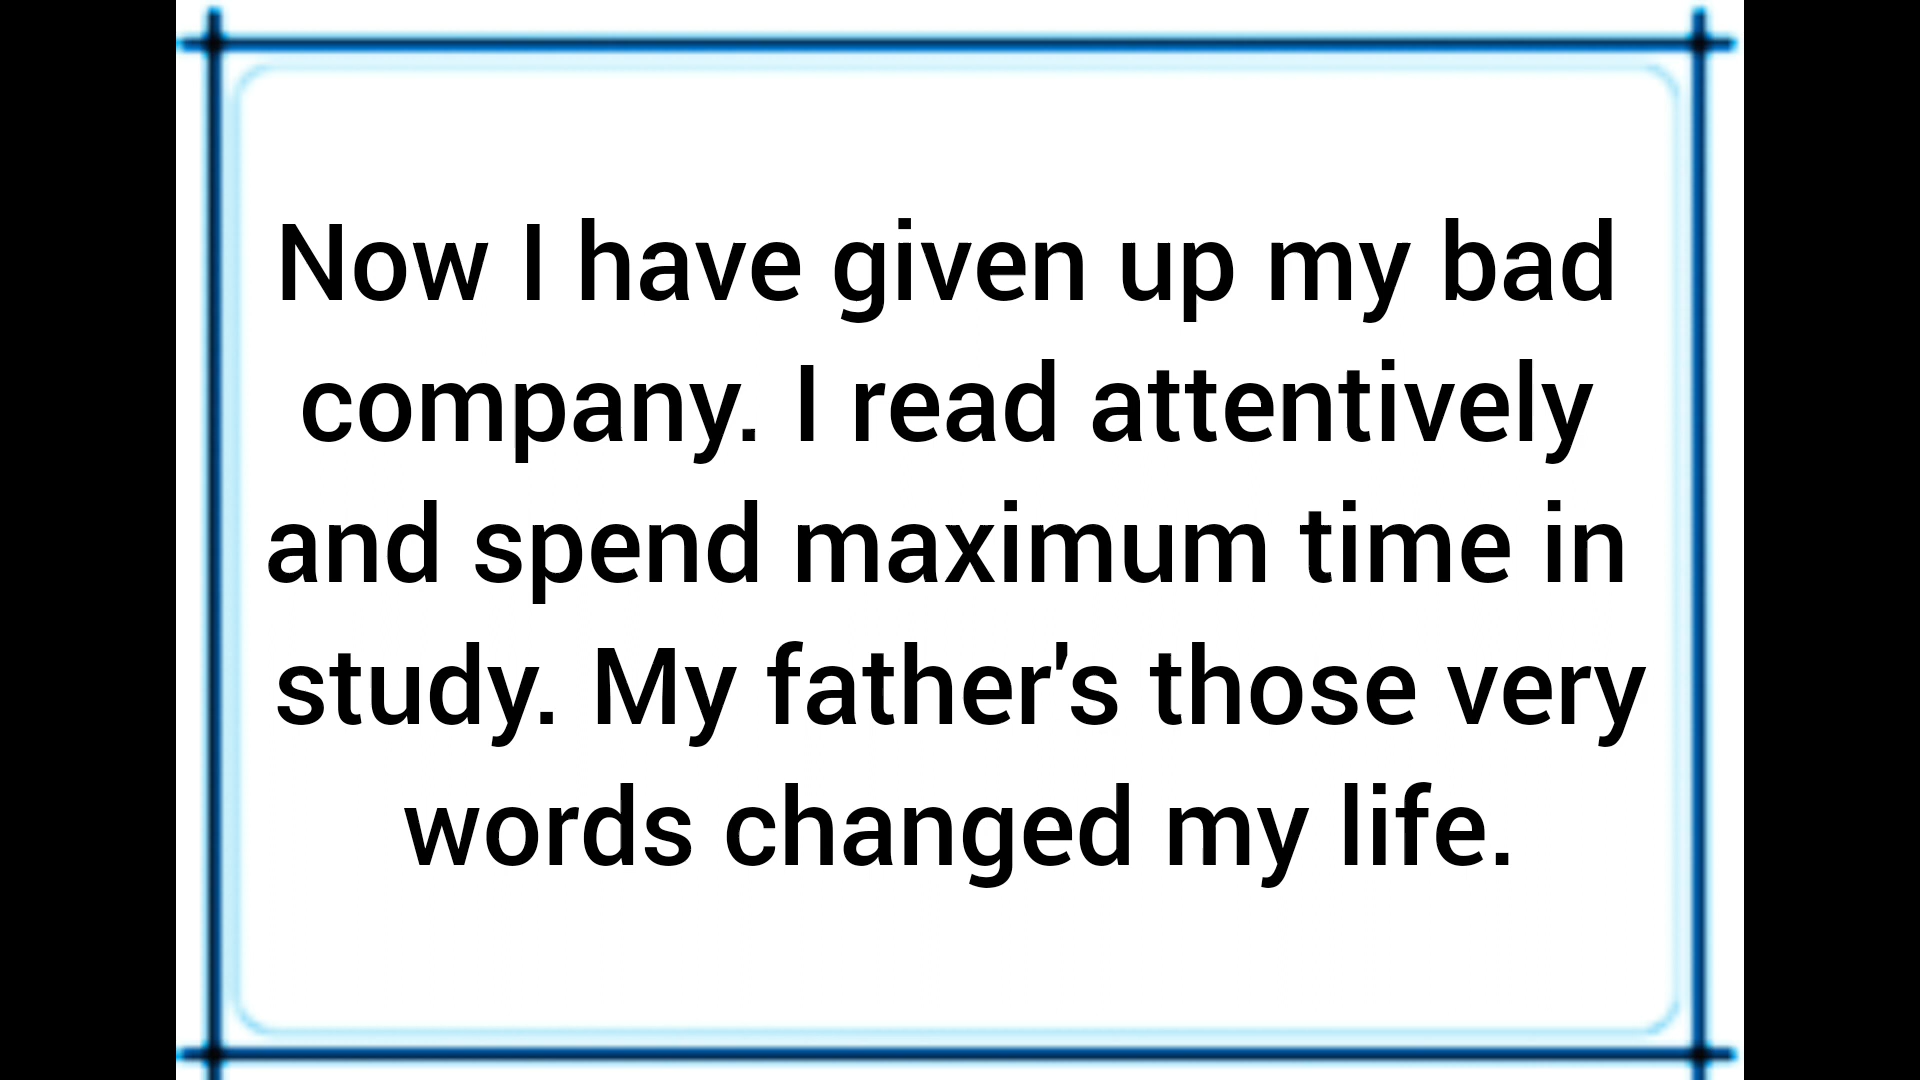 Now I have given up my bad
company. I read attentively
and spend maximum time in
study. My father's those very
words changed my life.